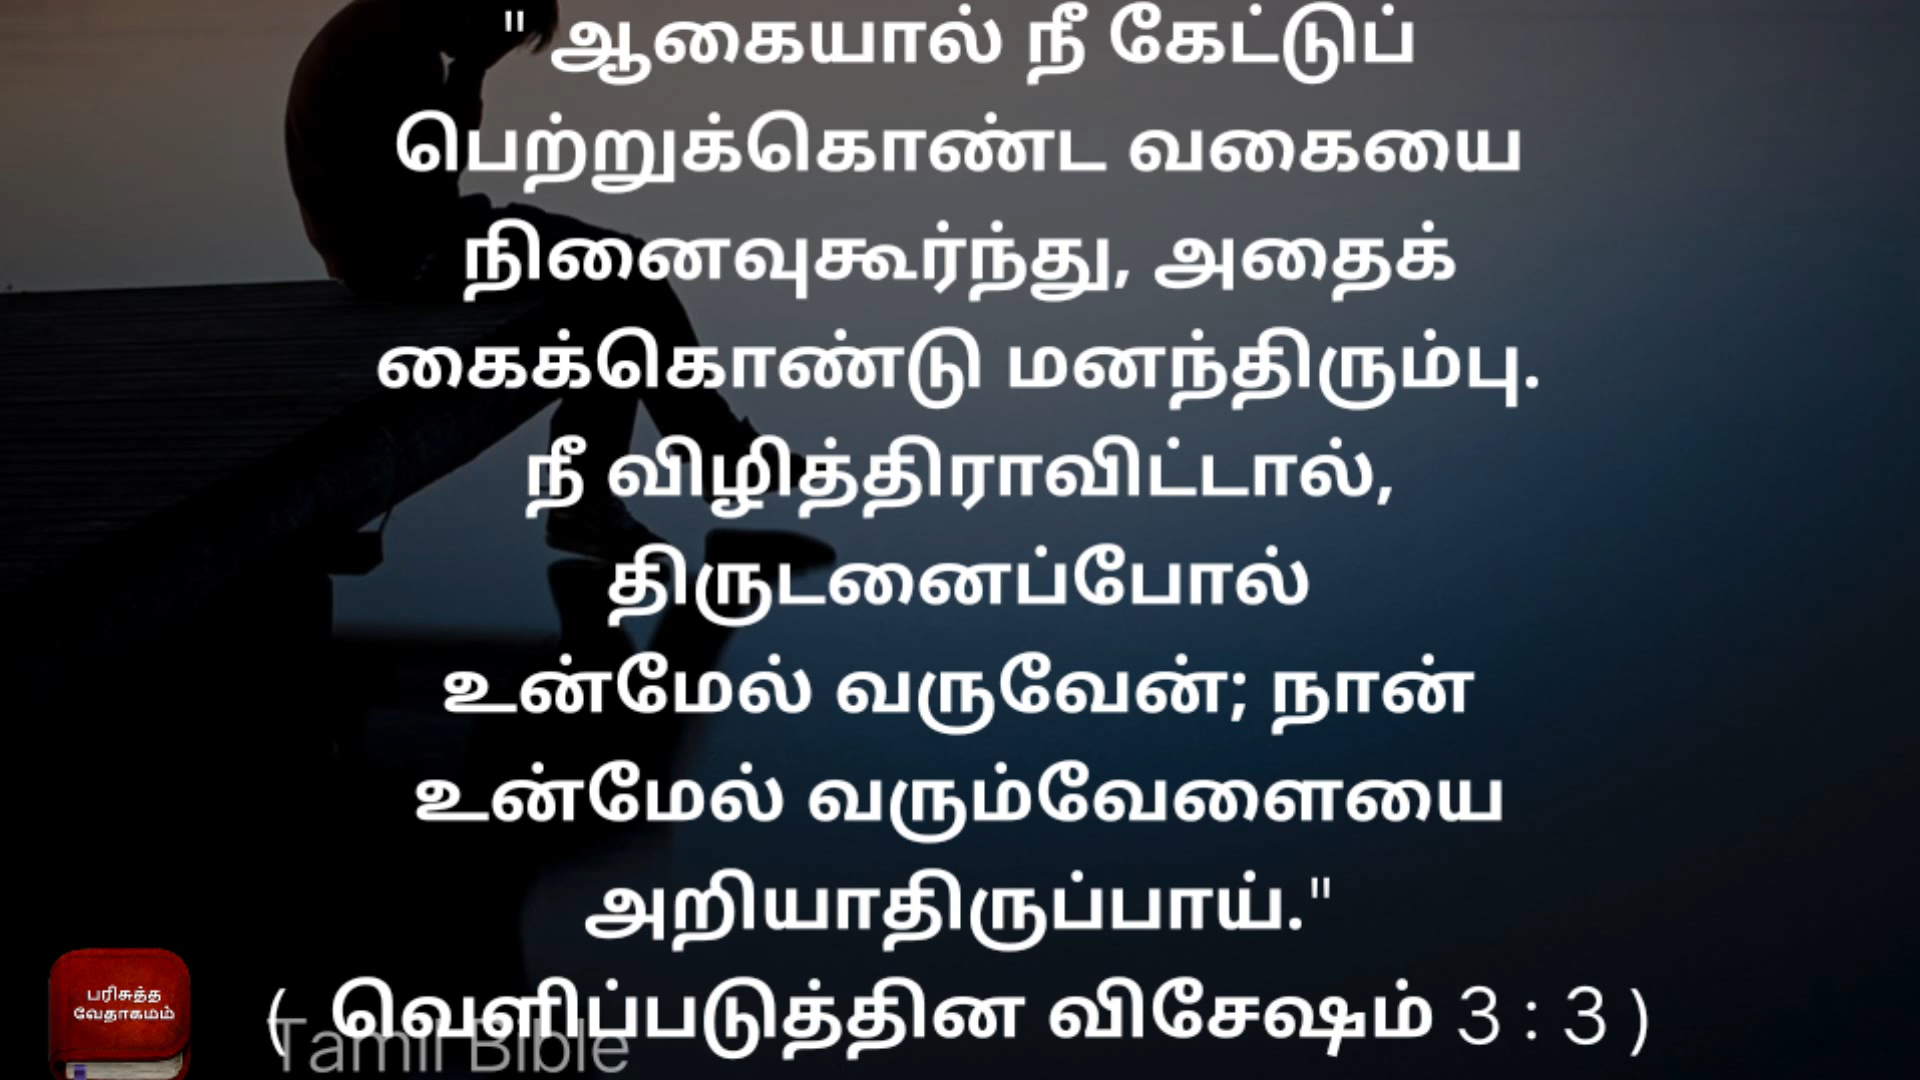 " ஆகையால் நீ கேட்டுப்
பெற்றுக்கொண்ட வகையை
நினைவுகூர்ந்து, அதைக்
கைக்கொண்டு மனந்திரும்பு.
நீ விழித்திராவிட்டால்,
திருடனைப்போல்
உன்மேல் வருவேன்; நான்
உன்மேல் வரும்வேளையை
அறியாதிருப்பாய்."
( வெளிப்படுத்தின விசேஷம் 3 : 3 )
பரிசுத்த
வேதாகமம்
Tamil Bible